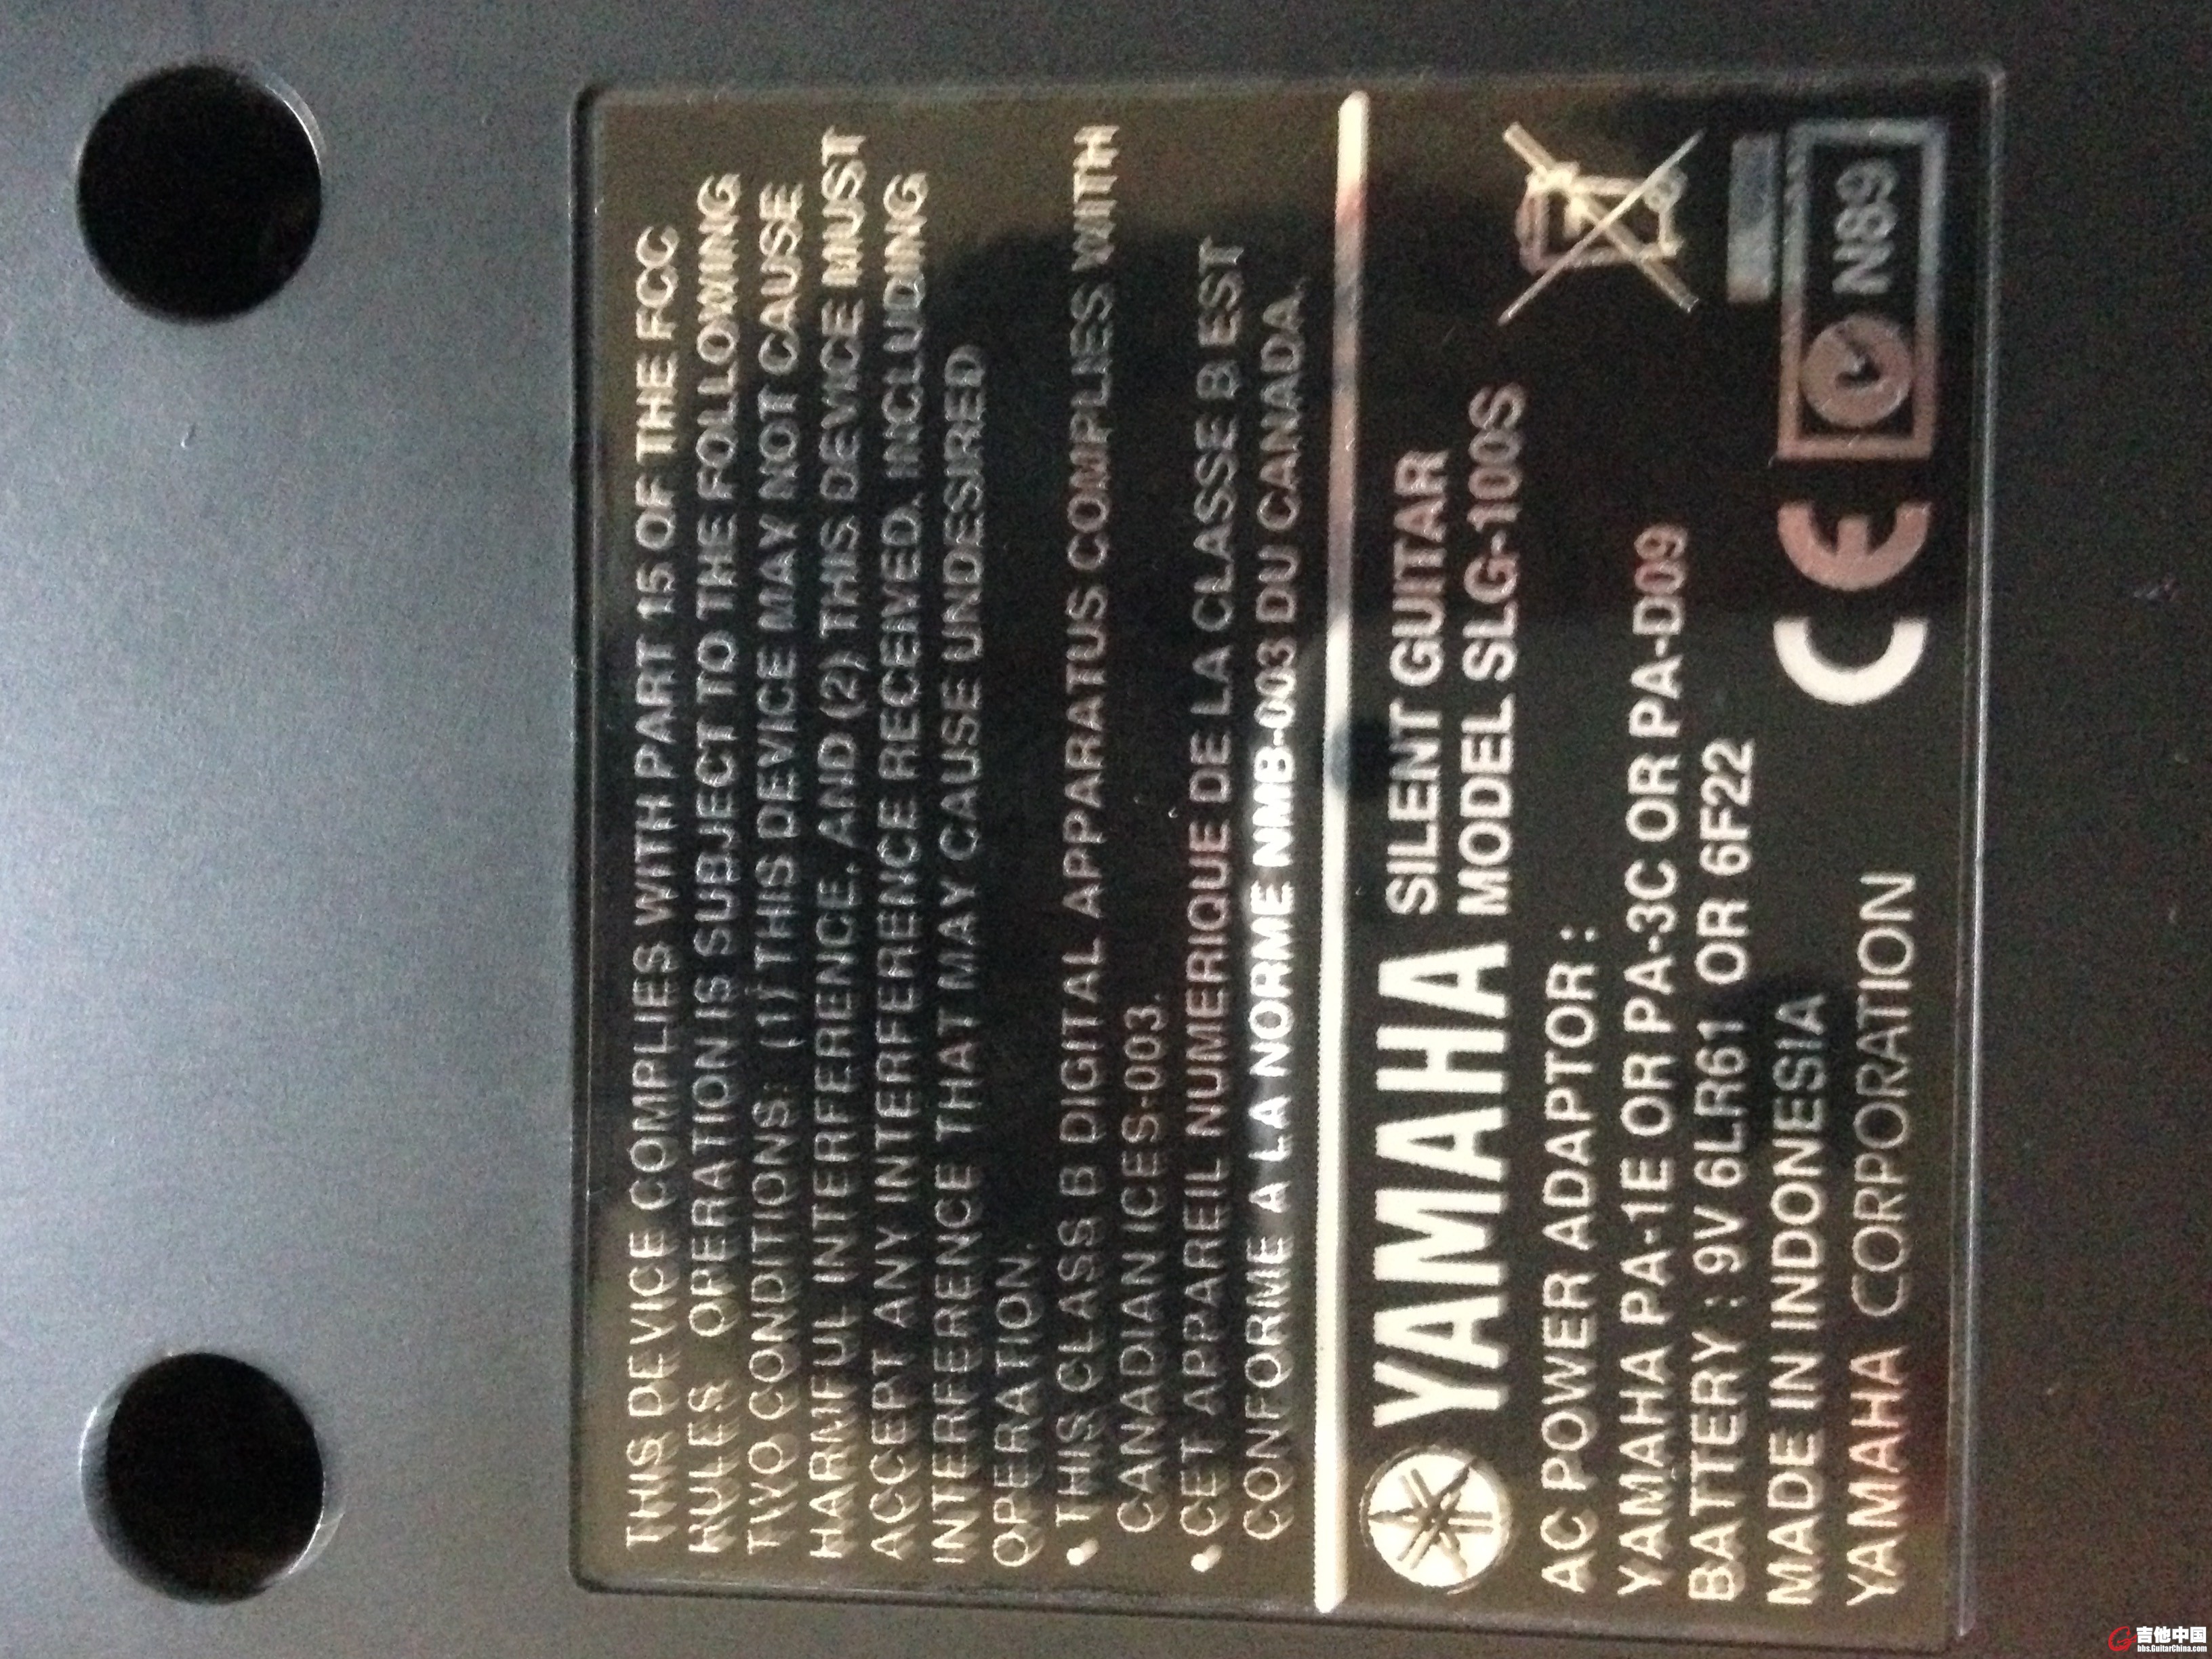 THIS DEVICE COMPLIES WITH PART 15 OF THE FCC
RULES. OPERATION IS SUBJECT TO THE FOLLOWING
TWO CONDITIONS: (1) THIS DEVICE MAY NOT CAUSE
HARMFUL INTERFERENCE, AND (2) THIS DEVICE MUST
ACCEPT ANY INTERFERENCE RECEIVED, INCLUDING
INTERFERENCE THAT MAY CAUSE UNDESIRED
OPERATION.
• THIS CLASS B DIGITAL APPARATUS COMPLIES WITH
CANADIAN ICES-003.
• CET APPAREIL NUMERIQUE DE LA CLASSE B EST
CONFORME A LA NORME NMB-003 DU CANADA.
YAMAHA SILENT GUITAR
MODEL SLG-100S
AC POWER ADAPTOR :
YAMAHA PA-1E OR PA-3C OR PA-D09
BATTERY : 9V 6LR61 OR 6F22
MADE IN INDONESIA
YAMAHA CORPORATION
CE N89
吉他中国
bbs.GuitarChina.com